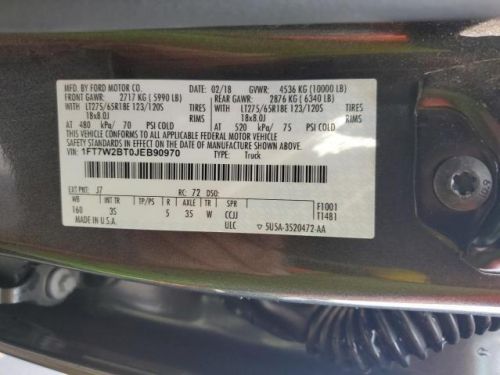 MFD. BY FORD MOTOR CO. 02/18 GVWR: 4536 KG (10000 LB)
FRONT GAWR: 2717 KG (5990 LB) REAR GAWR: 2876 KG (6340 LB)
WITH LT275/65R18E 123/120S TIRES WITH LT275/65R18E 123/120S TIRES
18x8.0J RIMS 18x8.0J RIMS
AT 480 kPa/ 70 PSI COLD AT 520 kPa/ 75 PSI COLD
THIS VEHICLE CONFORMS TO ALL APPLICABLE FEDERAL MOTOR VEHICLE
SAFETY STANDARDS IN EFFECT ON THE DATE OF MANUFACTURE SHOWN ABOVE.
VIN: 1FT7W2BT0JEB90970 TYPE: Truck
EXT PNT: J7 RC: 72 DSO:
WB INT TR TP/PS R AXLE TR SPR F1001
160 3S 5 35 W CCJJ T1481
MADE IN U.S.A. ULC 5U5A-3520472-AA